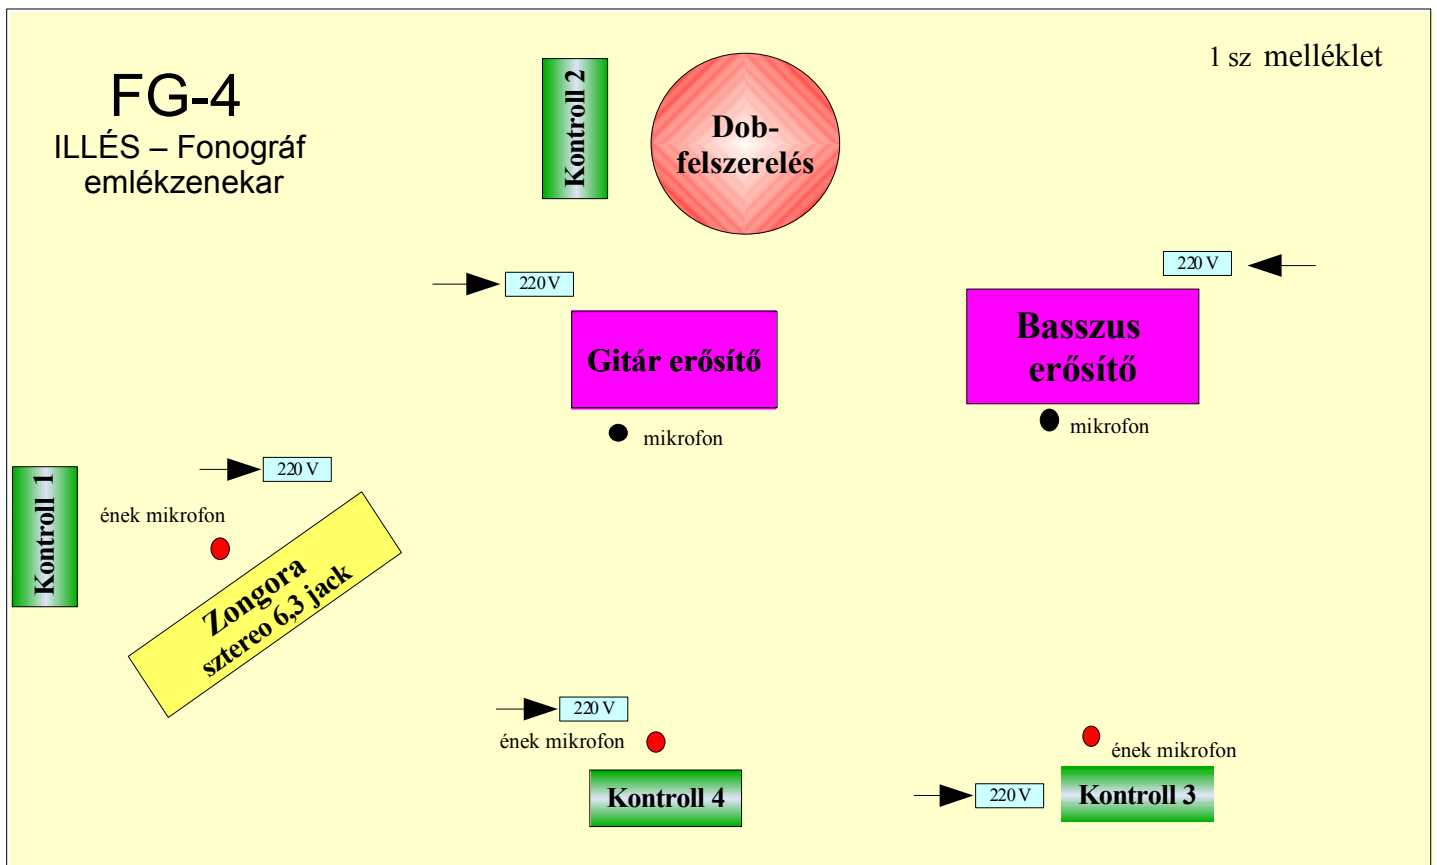 1 sz melléklet
FG-4
ILLÉS – Fonográf
emlékzenekar
Kontroll 2
Dob-
felszerelés
220 V
220 V
Gitár erősítő
Basszus
erősítő
mikrofon
mikrofon
220 V
Kontroll 1
ének mikrofon
Zongora
sztereo 6,3 jack
220 V
ének mikrofon
ének mikrofon
Kontroll 4
220 V
Kontroll 3